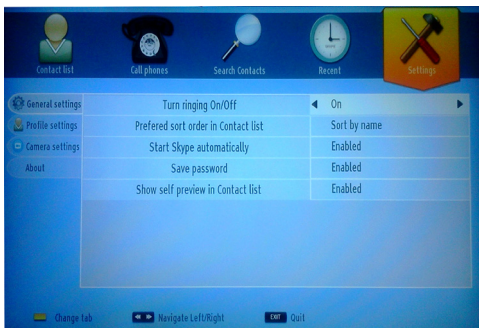 Contact list
Call phones
Search Contacts
Recent
Settings
General settings
Turn ringing On/Off
On
Profile settings
Prefered sort order in Contact list
Sort by name
Camera settings
Start Skype automatically
Enabled
About
Save password
Enabled
Show self preview in Contact list
Enabled
Change tab
Navigate Left/Right
EXIT Quit